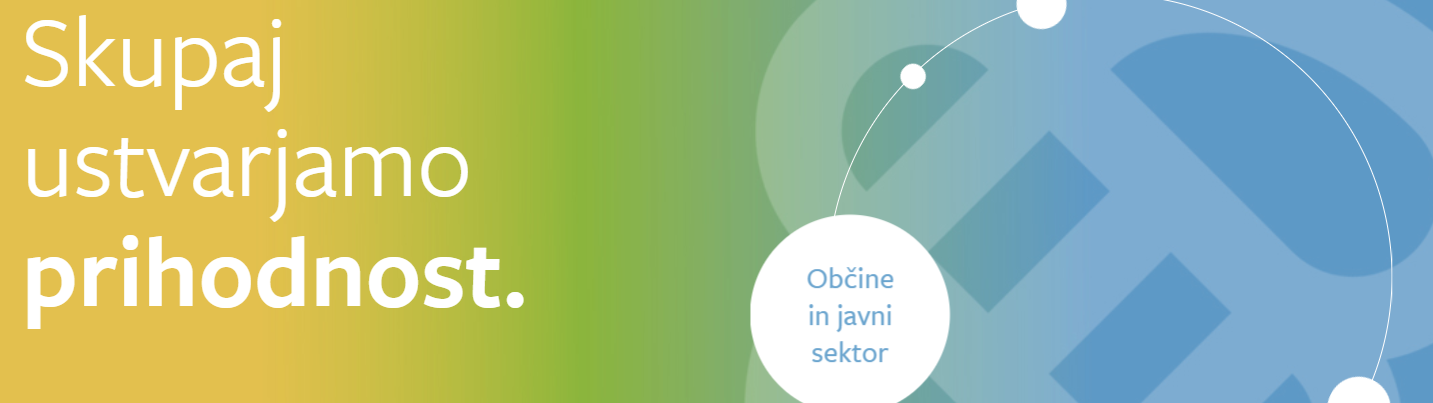 Skupaj
ustvarjamo
prihodnost.
Občine
in javni
sektor